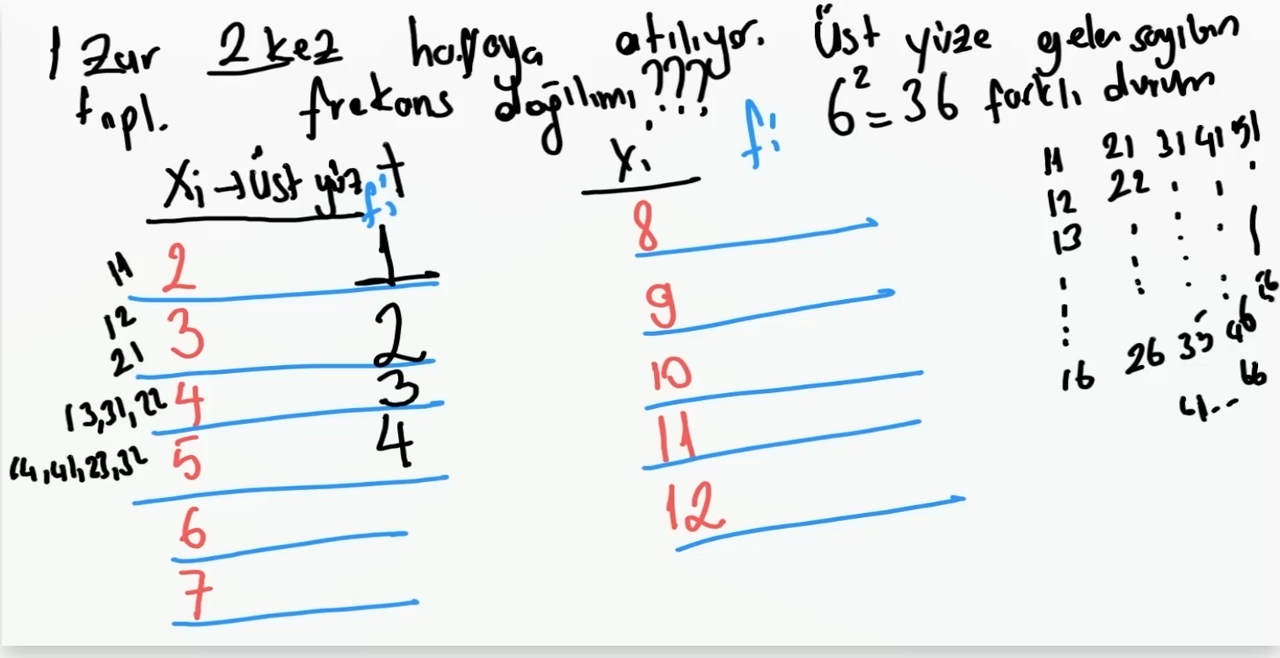 1 Zar 2 kez havaya atılıyor. Üst yüze gelen sayıların
topl. frekans dağılımı ??? 6² = 36 farklı durum
Xi → Üst yüz t fi
11 2 1
12 21 3 2
13, 31, 22 4 3
14, 41, 23, 32 5 4
6
7
Xi fi
8
9
10
11
12
11 21 31 41 51
12 22
13
16 26 35 46 56
61.. 66